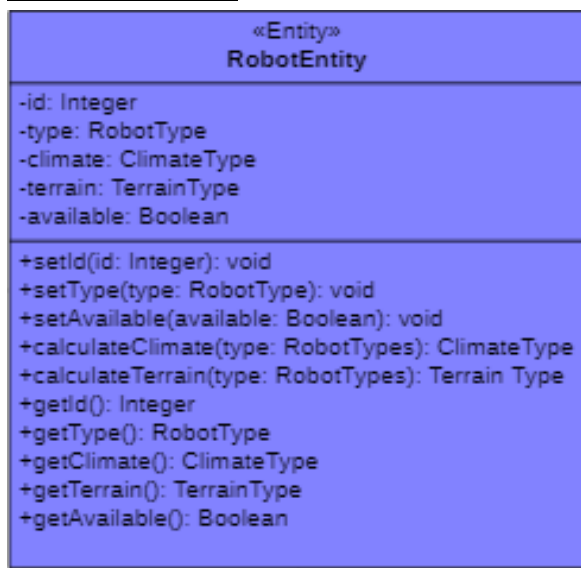 «Entity»
RobotEntity
-id: Integer
-type: RobotType
-climate: ClimateType
-terrain: TerrainType
-available: Boolean
+setId(id: Integer): void
+setType(type: RobotType): void
+setAvailable(available: Boolean): void
+calculateClimate(type: RobotTypes): ClimateType
+calculateTerrain(type: RobotTypes): Terrain Type
+getId(): Integer
+getType(): RobotType
+getClimate(): ClimateType
+getTerrain(): TerrainType
+getAvailable(): Boolean